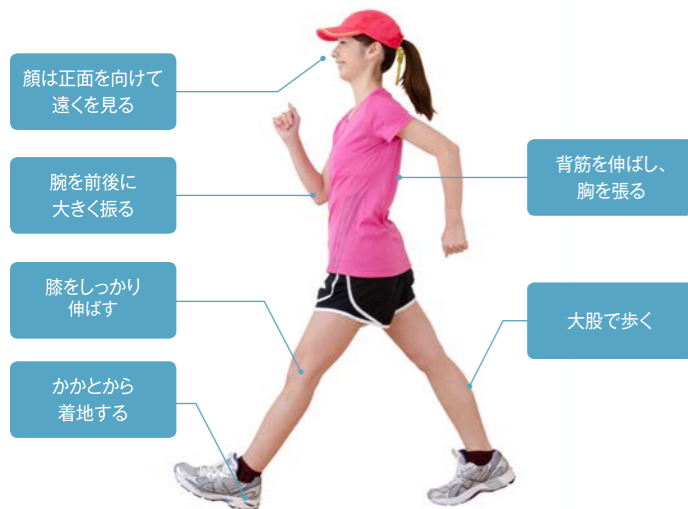 顔は正面を向けて
遠くを見る
腕を前後に
大きく振る
膝をしっかり
伸ばす
かかとから
着地する
背筋を伸ばし、
胸を張る
大股で歩く